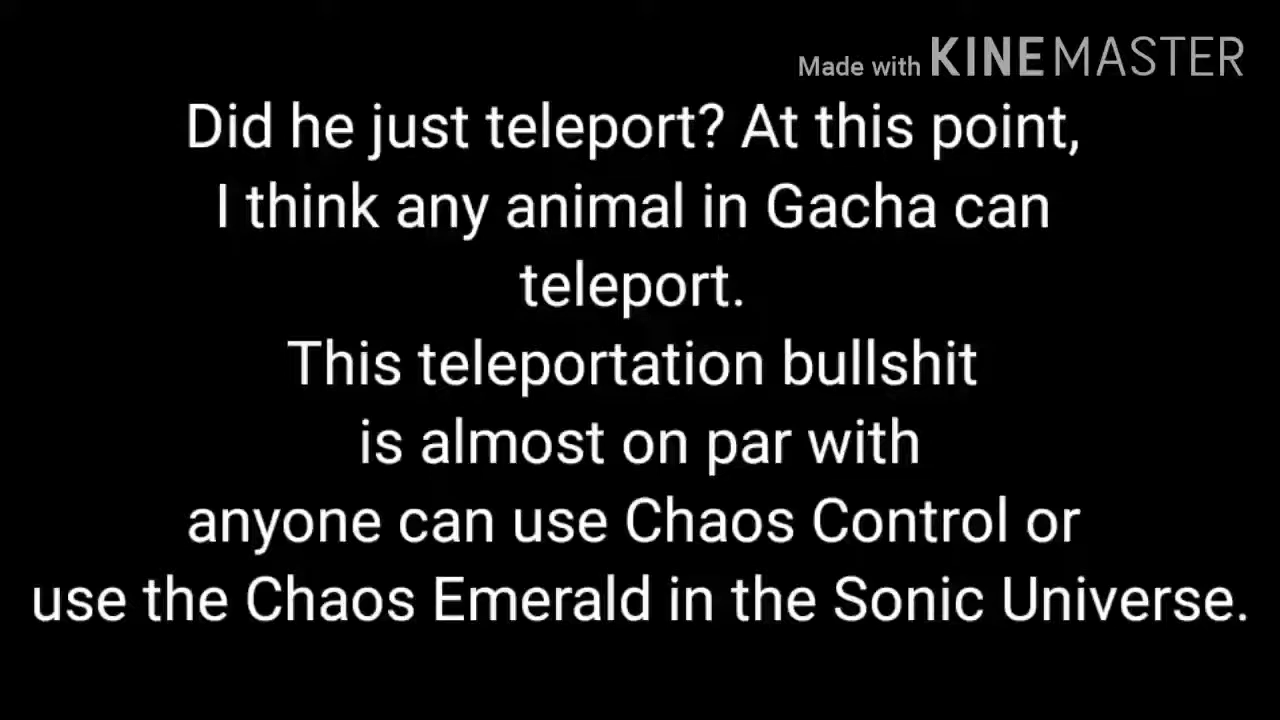 Made with KINEMASTER
Did he just teleport? At this point,
I think any animal in Gacha can
teleport.
This teleportation bullshit
is almost on par with
anyone can use Chaos Control or
use the Chaos Emerald in the Sonic Universe.